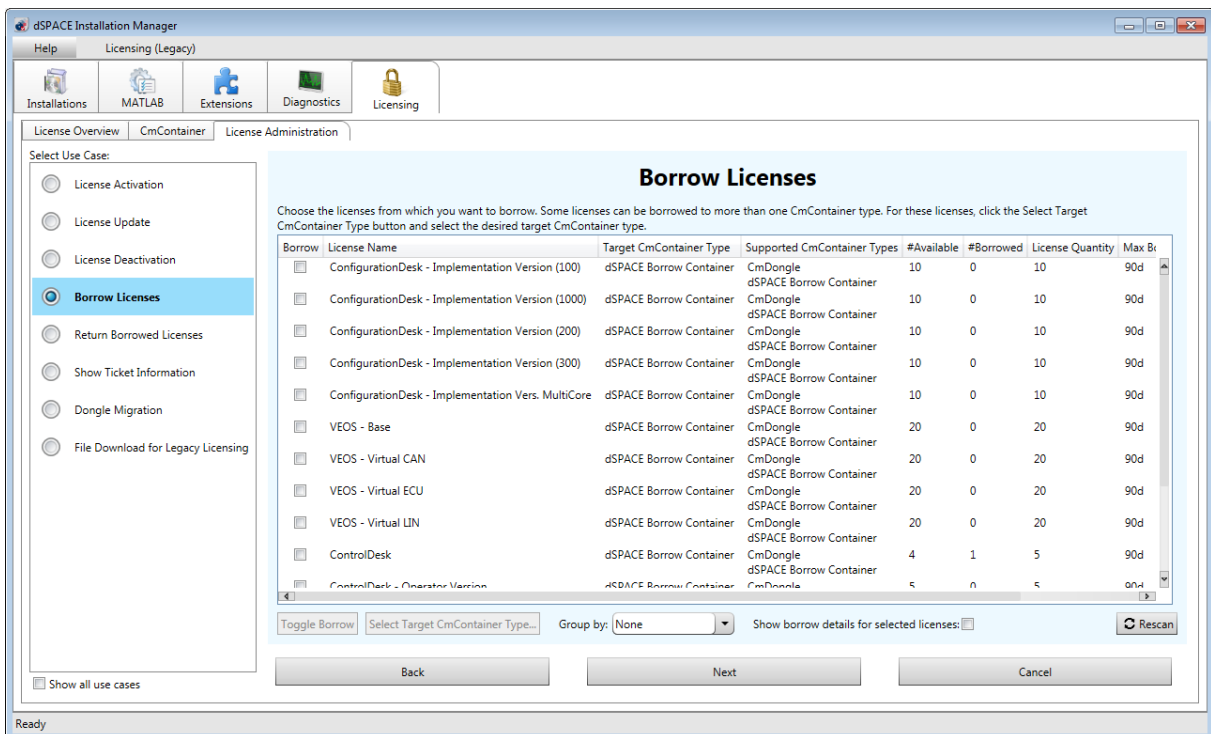 dSPACE Installation Manager
Help Licensing (Legacy)
Installations MATLAB Extensions Diagnostics Licensing
License Overview CmContainer License Administration
Select Use Case:
License Activation
License Update
License Deactivation
Borrow Licenses
Return Borrowed Licenses
Show Ticket Information
Dongle Migration
File Download for Legacy Licensing
Show all use cases
Borrow Licenses
Choose the licenses from which you want to borrow. Some licenses can be borrowed to more than one CmContainer type. For these licenses, click the Select Target
CmContainer Type button and select the desired target CmContainer type.
Borrow License Name Target CmContainer Type Supported CmContainer Types #Available #Borrowed License Quantity Max Bo
ConfigurationDesk - Implementation Version (100) dSPACE Borrow Container CmDongle 10 0 10 90d
dSPACE Borrow Container
ConfigurationDesk - Implementation Version (1000) dSPACE Borrow Container CmDongle 10 0 10 90d
dSPACE Borrow Container
ConfigurationDesk - Implementation Version (200) dSPACE Borrow Container CmDongle 10 0 10 90d
dSPACE Borrow Container
ConfigurationDesk - Implementation Version (300) dSPACE Borrow Container CmDongle 10 0 10 90d
dSPACE Borrow Container
ConfigurationDesk - Implementation Vers. MultiCore dSPACE Borrow Container CmDongle 10 0 10 90d
dSPACE Borrow Container
VEOS - Base dSPACE Borrow Container CmDongle 20 0 20 90d
dSPACE Borrow Container
VEOS - Virtual CAN dSPACE Borrow Container CmDongle 20 0 20 90d
dSPACE Borrow Container
VEOS - Virtual ECU dSPACE Borrow Container CmDongle 20 0 20 90d
dSPACE Borrow Container
VEOS - Virtual LIN dSPACE Borrow Container CmDongle 20 0 20 90d
dSPACE Borrow Container
ControlDesk dSPACE Borrow Container CmDongle 4 1 5 90d
dSPACE Borrow Container
ControlDesk - Operator Version dSPACE Borrow Container CmDongle 5 0 5 90d
Toggle Borrow Select Target CmContainer Type... Group by: None Show borrow details for selected licenses: Rescan
Back Next Cancel
Ready